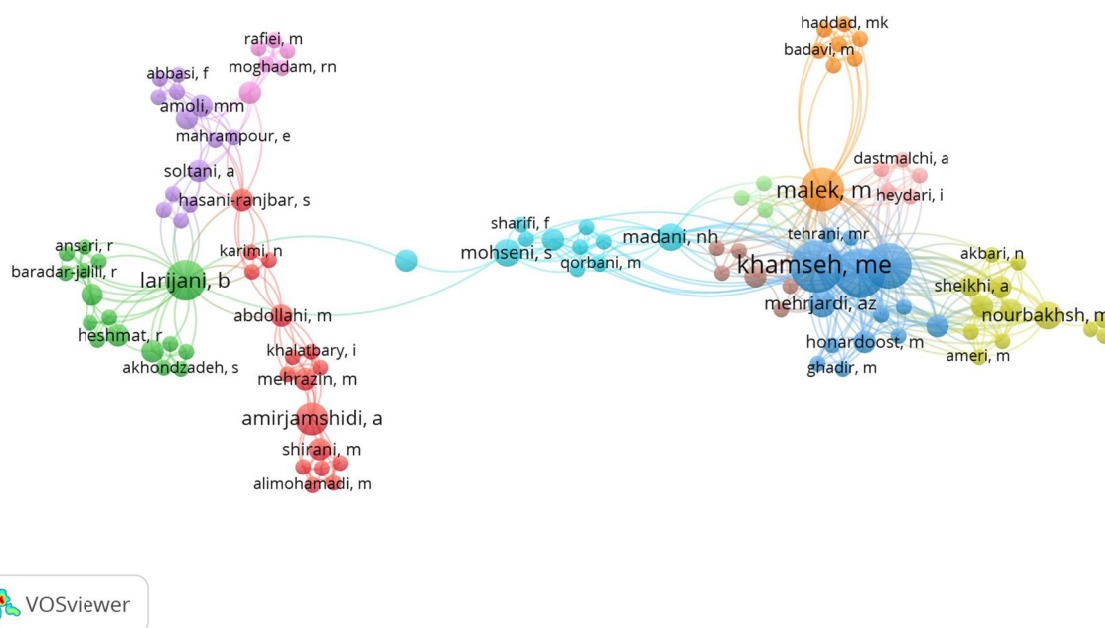 haddad, mk
badavi, m
rafiei, m
moghadam, rn
abbasi, f
amoli, mm
mahrampour, e
soltani, a
hasani-ranjbar, s
dastmalchi, a
malek, m
heydari, i
ansari, r
karimi, n
baradar-jalili, r
larijani, b
sharifi, f
mohseni, s
madani, nh
qorbani, m
tehrani, mr
khamseh, me
akbari, n
sheikhi, a
mehrjardi, az
nourbakhsh, m
abdollahi, m
heshmat, r
honardoost, m
ameri, m
khalatbary, i
akhondzadeh, s
mehrazin, m
ghadir, m
amirjamshidi, a
shirani, m
alimohamadi, m
VOSviewer